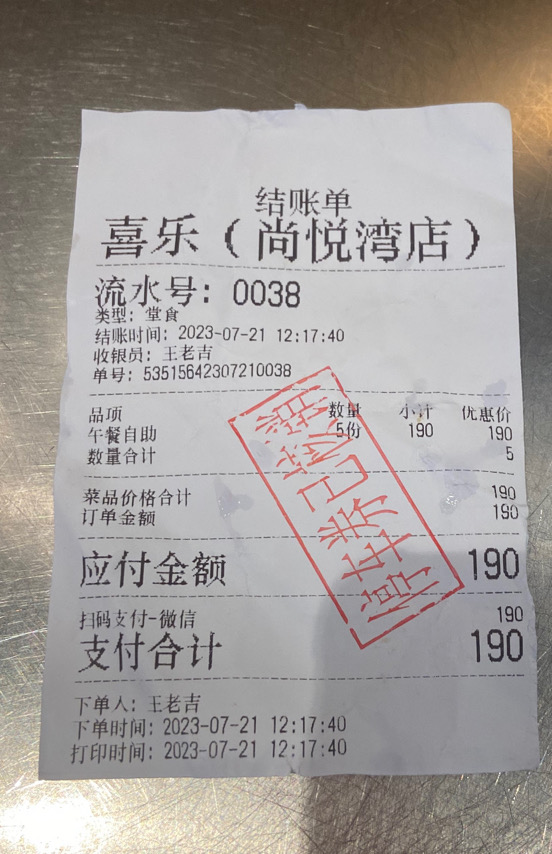 结账单
喜乐（尚悦湾店）
流水号：0038
类型：堂食
结账时间：2023-07-21 12:17:40
收银员：王老吉
单号：53515642307210038
品项 数量 小计 优惠价
午餐自助 5份 190 190
数量合计 5
菜品价格合计 190
订单金额 190
应付金额 190
扫码支付-微信 190
支付合计 190
下单人：王老吉
下单时间：2023-07-21 12:17:40
打印时间：2023-07-21 12:17:40
停车券已